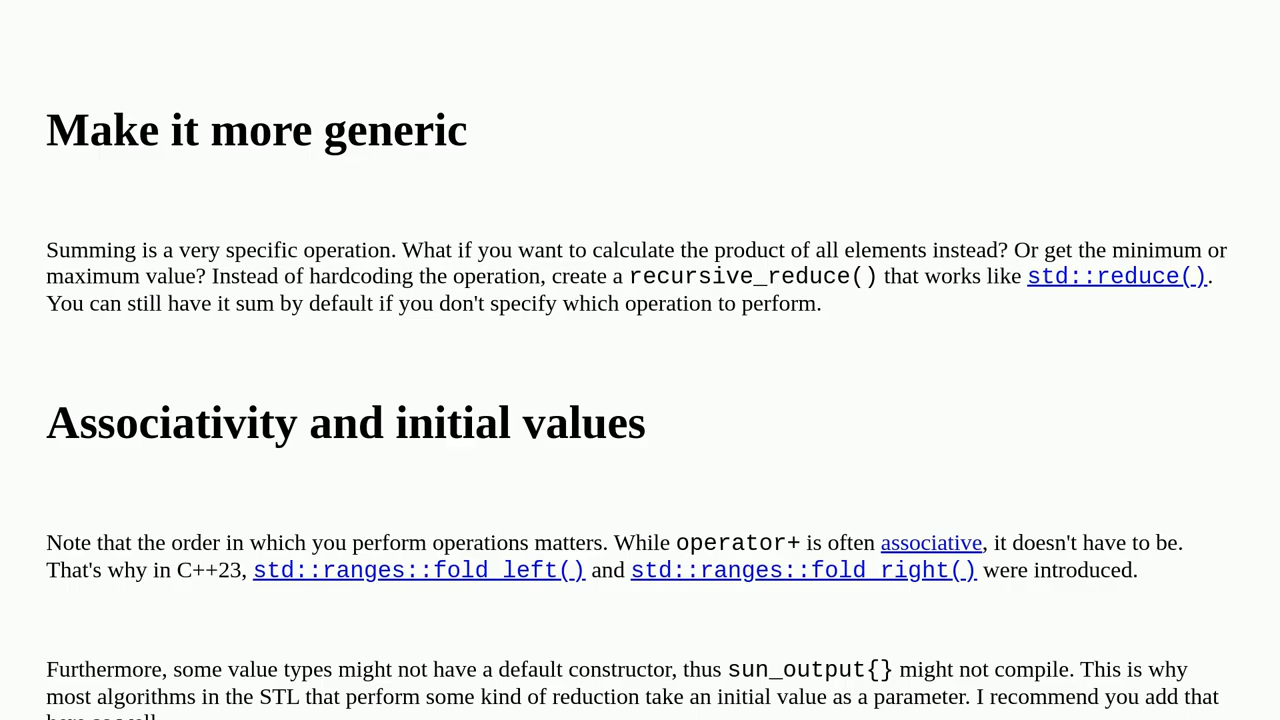 Make it more generic
Summing is a very specific operation. What if you want to calculate the product of all elements instead? Or get the minimum or
maximum value? Instead of hardcoding the operation, create a recursive_reduce() that works like std::reduce().
You can still have it sum by default if you don't specify which operation to perform.
Associativity and initial values
Note that the order in which you perform operations matters. While operator+ is often associative, it doesn't have to be.
That's why in C++23, std::ranges::fold_left() and std::ranges::fold_right() were introduced.
Furthermore, some value types might not have a default constructor, thus sun_output{} might not compile. This is why
most algorithms in the STL that perform some kind of reduction take an initial value as a parameter. I recommend you add that